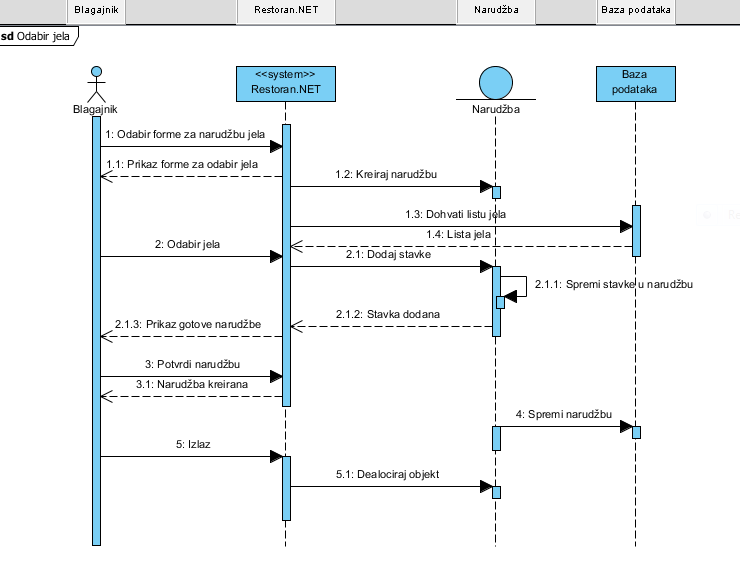 Blagajnik
Restoran.NET
Narudžba
Baza podataka
sd Odabir jela
Blagajnik
<<system>>
Restoran.NET
Narudžba
Baza
podataka
1: Odabir forme za narudžbu jela
1.1: Prikaz forme za odabir jela
1.2: Kreiraj narudžbu
1.3: Dohvati listu jela
1.4: Lista jela
2: Odabir jela
2.1: Dodaj stavke
2.1.1: Spremi stavke u narudžbu
2.1.2: Stavka dodana
2.1.3: Prikaz gotove narudžbe
3: Potvrdi narudžbu
3.1: Narudžba kreirana
4: Spremi narudžbu
5: Izlaz
5.1: Dealociraj objekt